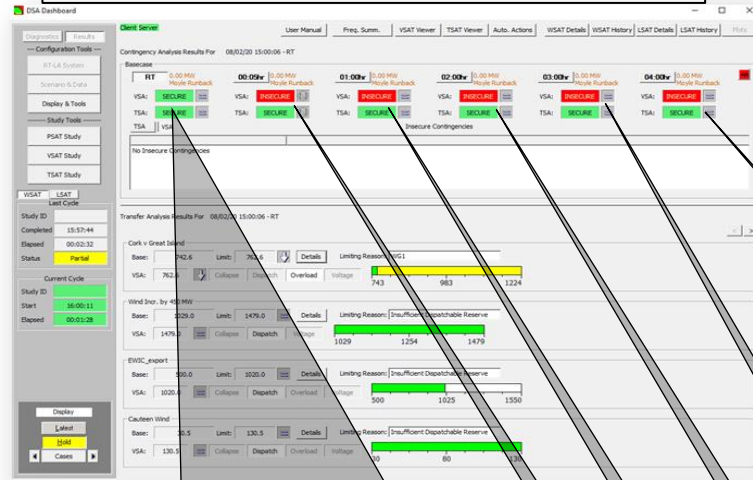 DSA Dashboard
Diagnostics Results
Client Server
User Manual Preq. Summ. VSAT Viewer TSAT Viewer Auto. Actions WSAT Details WSAT History LSAT Details LSAT History Plots
Configuration Tools
RT-LA System
Scenario & Data
Display & Tools
Study Tools
PSAT Study
VSAT Study
TSAT Study
WSAT LSAT
Last Cycle
Study ID
Completed 15:57:44
Elapsed 00:02:32
Status Partial
Current Cycle
Study ID
Start 16:00:11
Elapsed 00:01:28
Display
Latest
Hold
Cases
Contingency Analysis Results For 08/02/20 15:00:06 - RT
Basecase
RT 0.00 MW Moyle Runback 00:05hr 0.00 MW Moyle Runback 01:00hr 0.00 MW Moyle Runback 02:00hr 0.00 MW Moyle Runback 03:00hr 0.00 MW Moyle Runback 04:00hr 0.00 MW Moyle Runback
VSA: SECURE VSA: INSECURE VSA: INSECURE VSA: INSECURE VSA: INSECURE VSA: INSECURE
TSA: SECURE TSA: SECURE TSA: SECURE TSA: SECURE TSA: SECURE TSA: SECURE
TSA VSA Insecure Contingencies
No Insecure Contingencies
Transfer Analysis Results For 08/02/20 15:00:06 - RT
Cork v Great Island
Base: 742.6 Limit: 762.6 Details Limiting Reason: WG1
VSA: 762.6 Collapse Dispatch Overload Voltage
743 983 1224
Wind Incr. by 450 MW
Base: 1029.0 Limit: 1479.0 Details Limiting Reason: Insufficient Dispatchable Reserve
VSA: 1479.0 Collapse Dispatch Voltage
1029 1254 1479
EWIC_export
Base: 500.0 Limit: 1020.0 Details Limiting Reason: Insufficient Dispatchable Reserve
VSA: 1020.0 Collapse Dispatch Overload Voltage
500 1025 1550
Cauteen Wind
Base: 30.5 Limit: 130.5 Details Limiting Reason: Insufficient Dispatchable Reserve
VSA: 130.5 Collapse Dispatch Overload Voltage
30 80 130